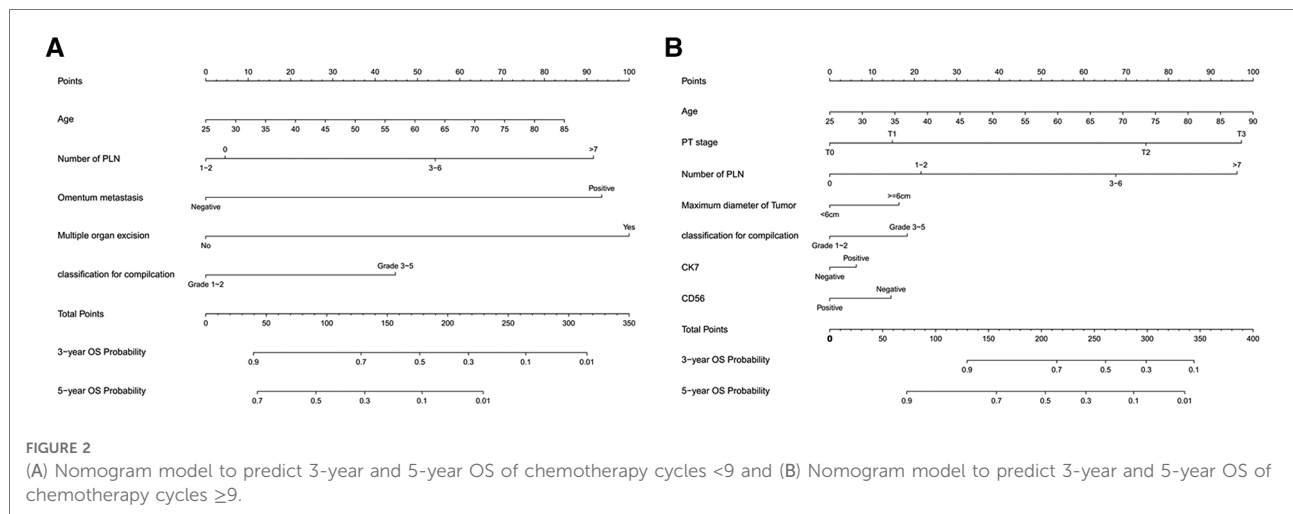 A
Points
0 10 20 30 40 50 60 70 80 90 100
Age
25 30 35 40 45 50 55 60 65 70 75 80 85
0 >7
Number of PLN
1~2 3~6
Positive
Omentum metastasis
Negative
Yes
Multiple organ excision
No
Grade 3~5
classification for compilcation
Grade 1~2
Total Points
0 50 100 150 200 250 300 350
3-year OS Probability
0.9 0.7 0.5 0.3 0.1 0.01
5-year OS Probability
0.7 0.5 0.3 0.1 0.01
B
0 10 20 30 40 50 60 70 80 90 100
Points
Age
25 30 35 40 45 50 55 60 65 70 75 80 85 90
T1 T3
PT stage
T0 T2
1~2 >7
Number of PLN
0 3~6
>=6cm
Maximum diameter of Tumor
<6cm
Grade 3~5
classification for compilcation
Grade 1~2
Positive
CK7
Negative
Negative
CD56
Positive
Total Points
0 50 100 150 200 250 300 350 400
3-year OS Probability
0.9 0.7 0.5 0.3 0.1
5-year OS Probability
0.9 0.7 0.5 0.3 0.1 0.01
FIGURE 2
(A) Nomogram model to predict 3-year and 5-year OS of chemotherapy cycles <9 and (B) Nomogram model to predict 3-year and 5-year OS of
chemotherapy cycles ≥9.